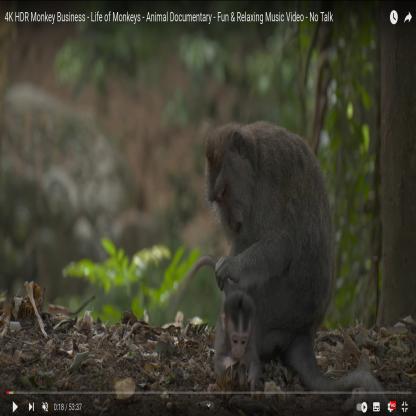 4K HDR Monkey Business - Life of Monkeys - Animal Documentary - Fun & Relaxing Music Video - No Talk
0:18 / 53:37